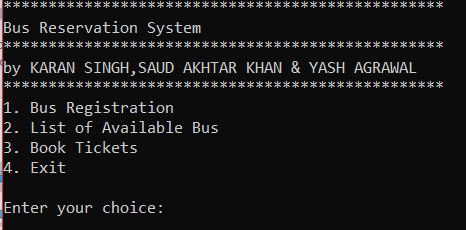 *************************************************
Bus Reservation System
*************************************************
by KARAN SINGH,SAUD AKHTAR KHAN & YASH AGRAWAL
*************************************************
1. Bus Registration
2. List of Available Bus
3. Book Tickets
4. Exit
Enter your choice: